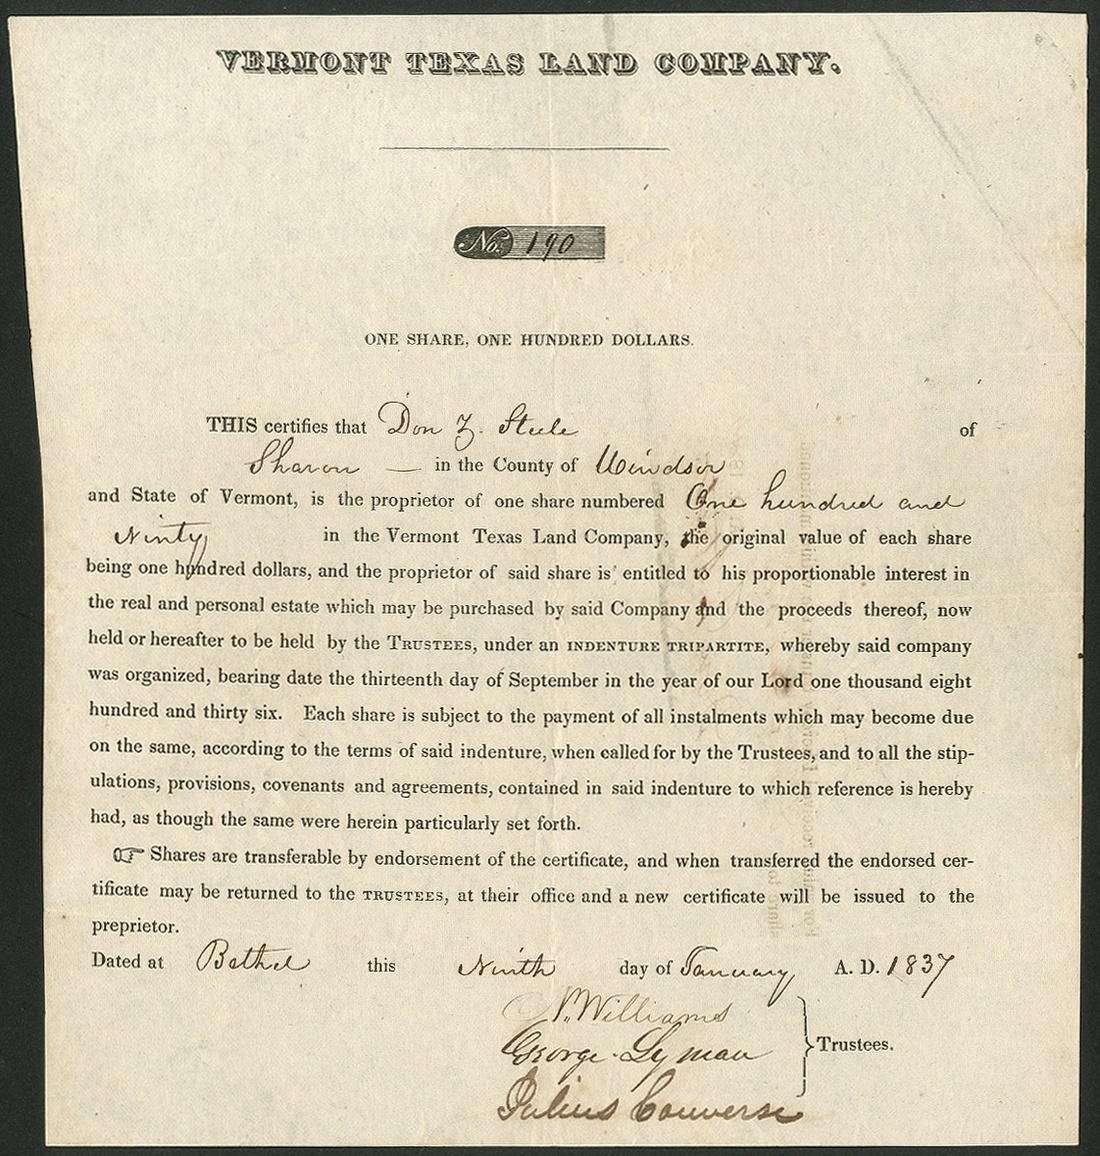 VERMONT TEXAS LAND COMPANY.
No. 190
ONE SHARE, ONE HUNDRED DOLLARS.
THIS certifies that Don Z. Steele of
Sharon — in the County of Windsor
and State of Vermont, is the proprietor of one share numbered One hundred and
Ninty in the Vermont Texas Land Company, the original value of each share
being one hundred dollars, and the proprietor of said share is entitled to his proportionable interest in
the real and personal estate which may be purchased by said Company and the proceeds thereof, now
held or hereafter to be held by the TRUSTEES, under an INDENTURE TRIPARTITE, whereby said company
was organized, bearing date the thirteenth day of September in the year of our Lord one thousand eight
hundred and thirty six. Each share is subject to the payment of all instalments which may become due
on the same, according to the terms of said indenture, when called for by the Trustees, and to all the stip-
ulations, provisions, covenants and agreements, contained in said indenture to which reference is hereby
had, as though the same were herein particularly set forth.
☞ Shares are transferable by endorsement of the certificate, and when transferred the endorsed cer-
tificate may be returned to the TRUSTEES, at their office and a new certificate will be issued to the
preprietor.
Dated at Bethel this Ninth day of January A. D. 1837
N. Williams
George Lyman
Trustees.
Julius Converse